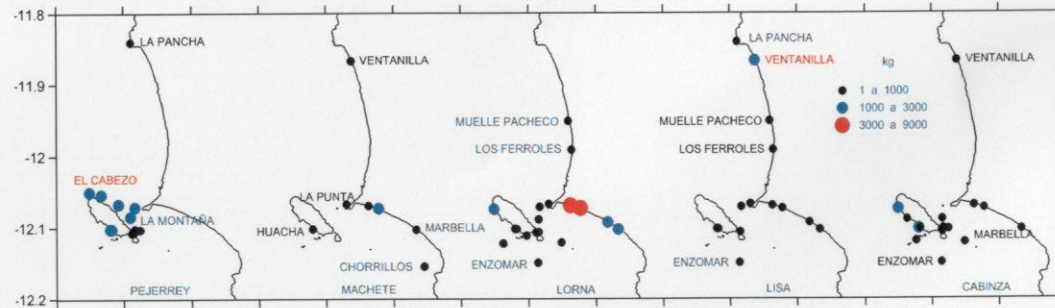 -11.8
-11.9
-12
-12.1
-12.2
LA PANCHA
EL CABEZO
LA MONTAÑA
PEJERREY
VENTANILLA
LA PUNTA
HUACHA
MARBELLA
CHORRILLOS
MACHETE
MUELLE PACHECO
LOS FERROLES
ENZOMAR
LORNA
LA PANCHA
VENTANILLA
MUELLE PACHECO
LOS FERROLES
ENZOMAR
LISA
kg
1 a 1000
1000 a 3000
3000 a 9000
VENTANILLA
MARBELLA
ENZOMAR
CABINZA